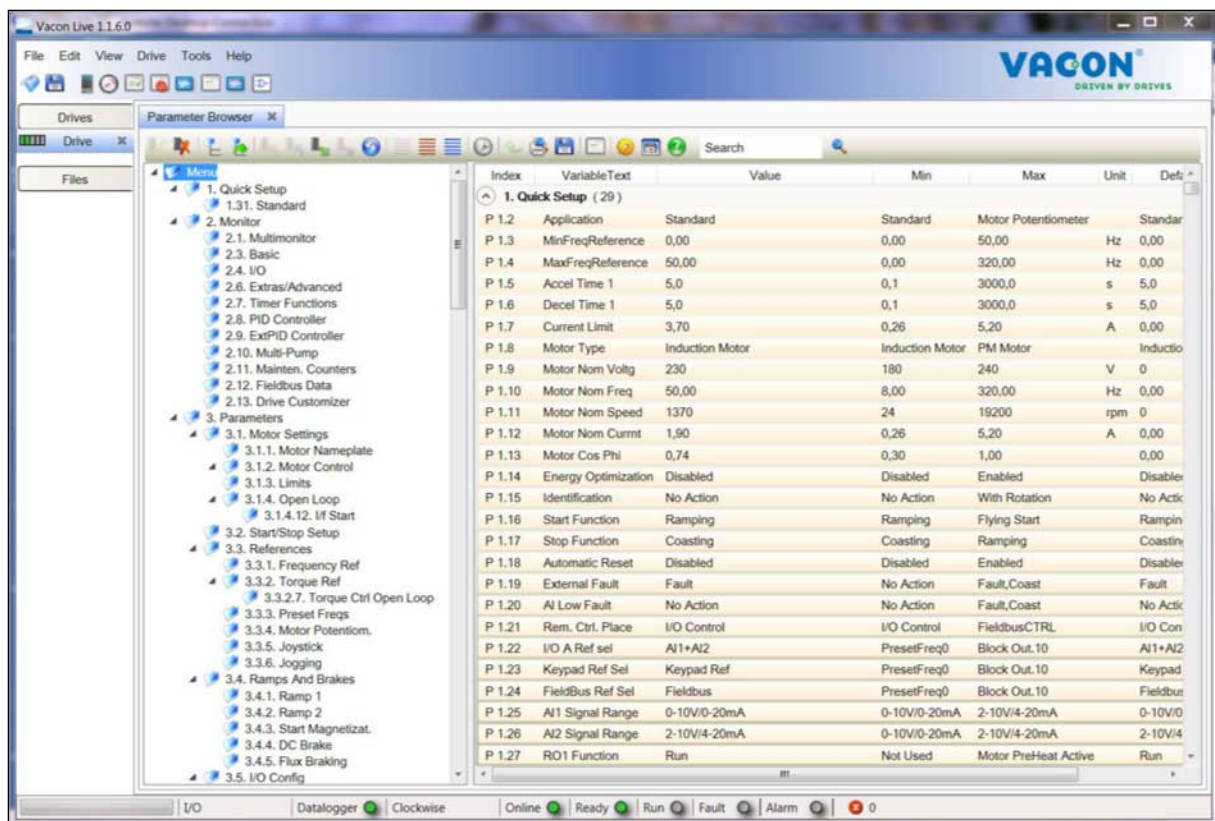 Vacon Live 1.1.6.0
File Edit View Drive Tools Help
VACON®
DRIVEN BY DRIVES
Drives
Drive
Files
Parameter Browser
Search
Menu
1. Quick Setup
1.31. Standard
2. Monitor
2.1. Multimonitor
2.3. Basic
2.4. I/O
2.6. Extras/Advanced
2.7. Timer Functions
2.8. PID Controller
2.9. ExtPID Controller
2.10. Multi-Pump
2.11. Mainten. Counters
2.12. Fieldbus Data
2.13. Drive Customizer
3. Parameters
3.1. Motor Settings
3.1.1. Motor Nameplate
3.1.2. Motor Control
3.1.3. Limits
3.1.4. Open Loop
3.1.4.12. I/f Start
3.2. Start/Stop Setup
3.3. References
3.3.1. Frequency Ref
3.3.2. Torque Ref
3.3.2.7. Torque Ctrl Open Loop
3.3.3. Preset Freqs
3.3.4. Motor Potentiom.
3.3.5. Joystick
3.3.6. Jogging
3.4. Ramps And Brakes
3.4.1. Ramp 1
3.4.2. Ramp 2
3.4.3. Start Magnetizat.
3.4.4. DC Brake
3.4.5. Flux Braking
3.5. I/O Config
Index VariableText Value Min Max Unit Defa
1. Quick Setup (29)
P 1.2 Application Standard Standard Motor Potentiometer Standar
P 1.3 MinFreqReference 0,00 0,00 50,00 Hz 0,00
P 1.4 MaxFreqReference 50,00 0,00 320,00 Hz 0,00
P 1.5 Accel Time 1 5,0 0,1 3000,0 s 5,0
P 1.6 Decel Time 1 5,0 0,1 3000,0 s 5,0
P 1.7 Current Limit 3,70 0,26 5,20 A 0,00
P 1.8 Motor Type Induction Motor Induction Motor PM Motor Inductio
P 1.9 Motor Nom Voltg 230 180 240 V 0
P 1.10 Motor Nom Freq 50,00 8,00 320,00 Hz 0,00
P 1.11 Motor Nom Speed 1370 24 19200 rpm 0
P 1.12 Motor Nom Currnt 1,90 0,26 5,20 A 0,00
P 1.13 Motor Cos Phi 0,74 0,30 1,00 0,00
P 1.14 Energy Optimization Disabled Disabled Enabled Disable
P 1.15 Identification No Action No Action With Rotation No Actic
P 1.16 Start Function Ramping Ramping Flying Start Rampin
P 1.17 Stop Function Coasting Coasting Ramping Coastin
P 1.18 Automatic Reset Disabled Disabled Enabled Disable
P 1.19 External Fault Fault No Action Fault,Coast Fault
P 1.20 AI Low Fault No Action No Action Fault,Coast No Actic
P 1.21 Rem. Ctrl. Place I/O Control I/O Control FieldbusCTRL I/O Con
P 1.22 I/O A Ref sel AI1+AI2 PresetFreq0 Block Out.10 AI1+AI2
P 1.23 Keypad Ref Sel Keypad Ref PresetFreq0 Block Out.10 Keypad
P 1.24 FieldBus Ref Sel Fieldbus PresetFreq0 Block Out.10 Fieldbus
P 1.25 AI1 Signal Range 0-10V/0-20mA 0-10V/0-20mA 2-10V/4-20mA 0-10V/0
P 1.26 AI2 Signal Range 2-10V/4-20mA 0-10V/0-20mA 2-10V/4-20mA 2-10V/4
P 1.27 RO1 Function Run Not Used Motor PreHeat Active Run
I/O Datalogger Clockwise Online Ready Run Fault Alarm 0